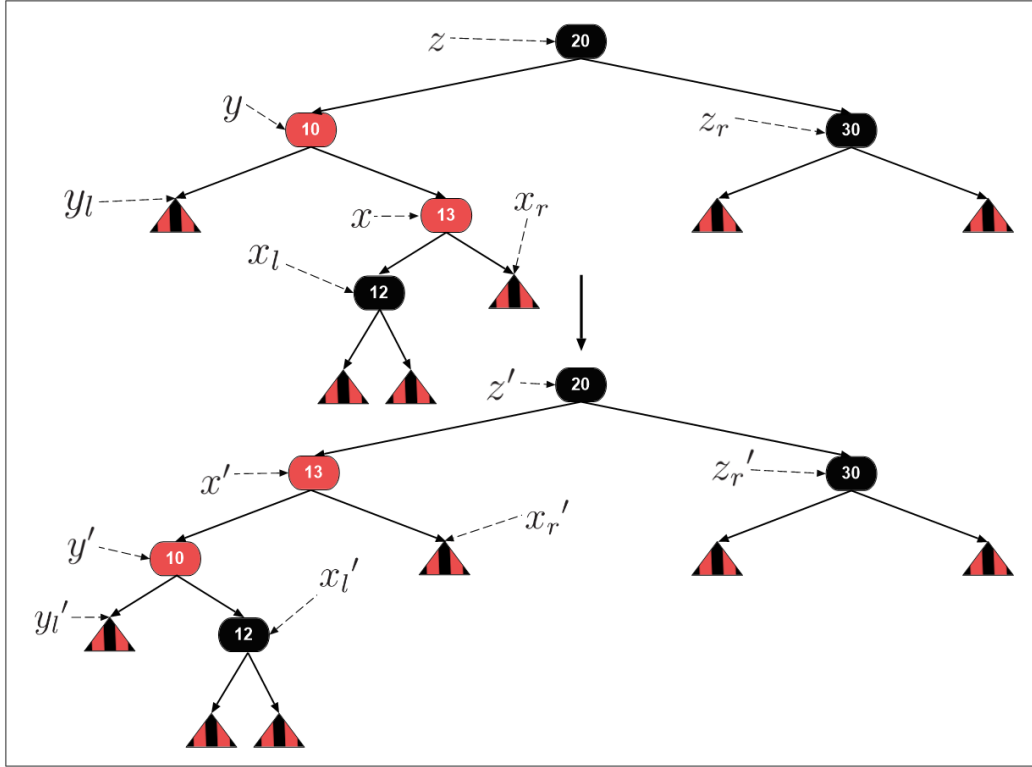 z 20
y 10 z_r 30
y_l x 13 x_r
x_l 12
z' 20
x' 13 z_r' 30
y' 10 x_r'
y_l' 12 x_l'